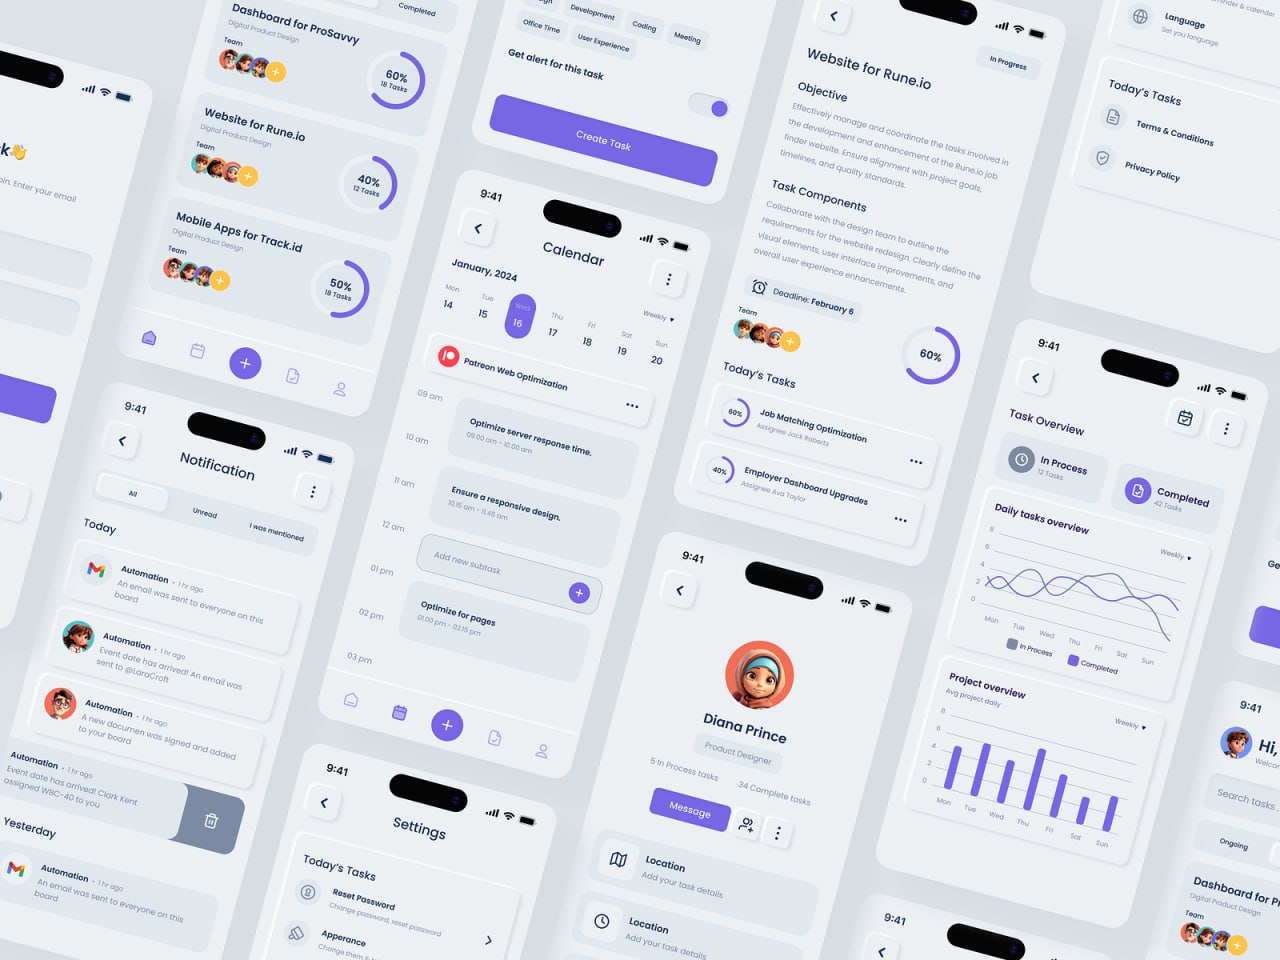 Completed
Dashboard for ProSavvy
Digital Product Design
Team
60%
18 Tasks
Website for Rune.io
Digital Product Design
Team
40%
12 Tasks
Mobile Apps for Track.id
Digital Product Design
Team
50%
18 Tasks
Development
Coding
Meeting
Office Time
User Experience
Get alert for this task
Create Task
In Progress
Website for Rune.io
Objective
Effectively manage and coordinate the tasks involved in
the development and enhancement of the Rune.io job
finder website. Ensure alignment with project goals,
timelines, and quality standards.
Task Components
Collaborate with the design team to outline the
requirements for the website redesign. Clearly define the
visual elements, user interface improvements, and
overall user experience enhancements.
Deadline: February 6
Team
60%
Today's Tasks
60%
Job Matching Optimization
Assignee Jack Roberts
40%
Employer Dashboard Upgrades
Assignee Ava Taylor
Language
Set you language
Today's Tasks
Terms & Conditions
Privacy Policy
9:41
Calendar
January, 2024
Weekly
Mon
Tue
Wed
Thu
Fri
Sat
Sun
14
15
16
17
18
19
20
Patreon Web Optimization
09 am
Optimize server response time.
09.00 am - 10.00 am
10 am
11 am
Ensure a responsive design.
10.15 am - 11.45 am
12 am
Add new subtask
01 pm
Optimize for pages
01.00 pm - 02.15 pm
02 pm
03 pm
9:41
Notification
All
Unread
I was mentioned
Today
Automation • 1 hr ago
An email was sent to everyone on this
board
Automation • 1 hr ago
Event date has arrived! An email was
sent to @LaraCroft
Automation • 1 hr ago
A new documen was signed and added
to your board
Automation • 1 hr ago
Event date has arrived! Clark Kent
assigned WBC-40 to you
Yesterday
Automation • 1 hr ago
An email was sent to everyone on this
board
9:41
Settings
Today's Tasks
Reset Password
Change password, reset password
Apperance
9:41
Diana Prince
Product Designer
5 In Process tasks
34 Complete tasks
Message
Location
Add your task details
Location
Add your task details
9:41
Task Overview
In Process
12 Tasks
Completed
42 Tasks
Daily tasks overview
Weekly
8
6
4
2
0
Mon
Tue
Wed
Thu
Fri
Sat
Sun
In Process
Completed
Project overview
Avg project daily
Weekly
8
6
4
2
0
Mon
Tue
Wed
Thu
Fri
Sat
Sun
9:41
9:41
Hi,
Search tasks
Ongoing
Dashboard for
Digital Product Design
Team